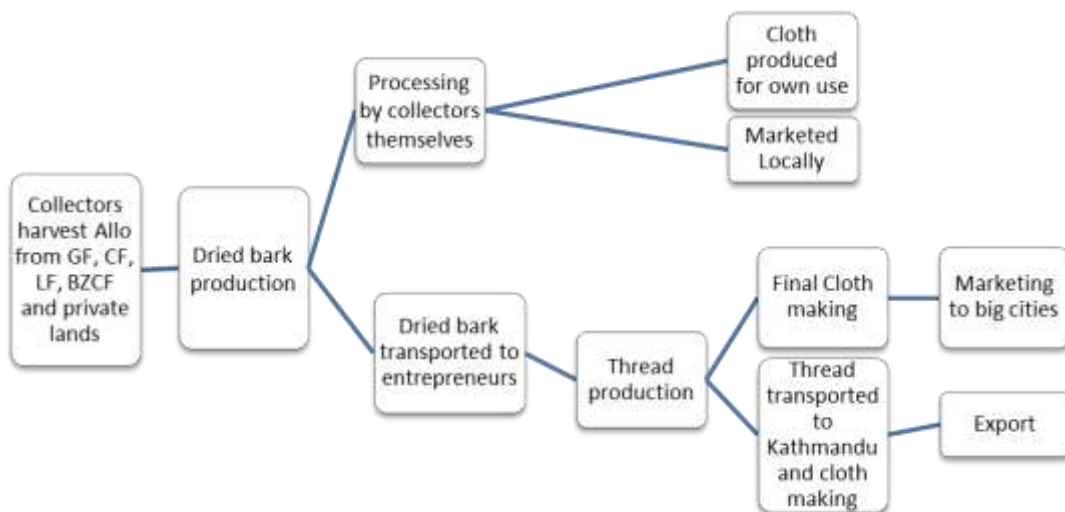 Collectors
harvest Allo
from GF, CF,
LF, BZCF
and private
lands
Dried bark
production
Processing
by collectors
themselves
Cloth
produced
for own use
Marketed
Locally
Dried bark
transported to
entrepreneurs
Thread
production
Final Cloth
making
Marketing
to big cities
Thread
transported
to
Kathmandu
and cloth
making
Export